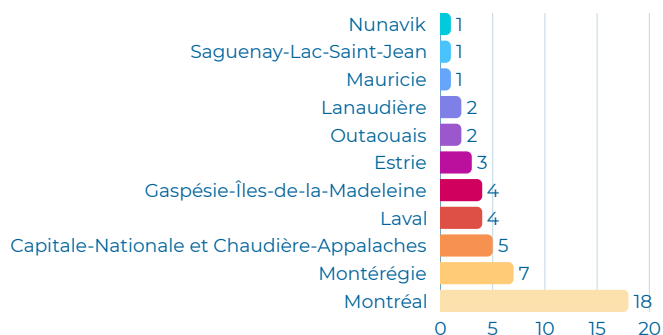 Nunavik 1
Saguenay-Lac-Saint-Jean 1
Mauricie 1
Lanaudière 2
Outaouais 2
Estrie 3
Gaspésie-Îles-de-la-Madeleine 4
Laval 4
Capitale-Nationale et Chaudière-Appalaches 5
Montérégie 7
Montréal 18
0 5 10 15 20